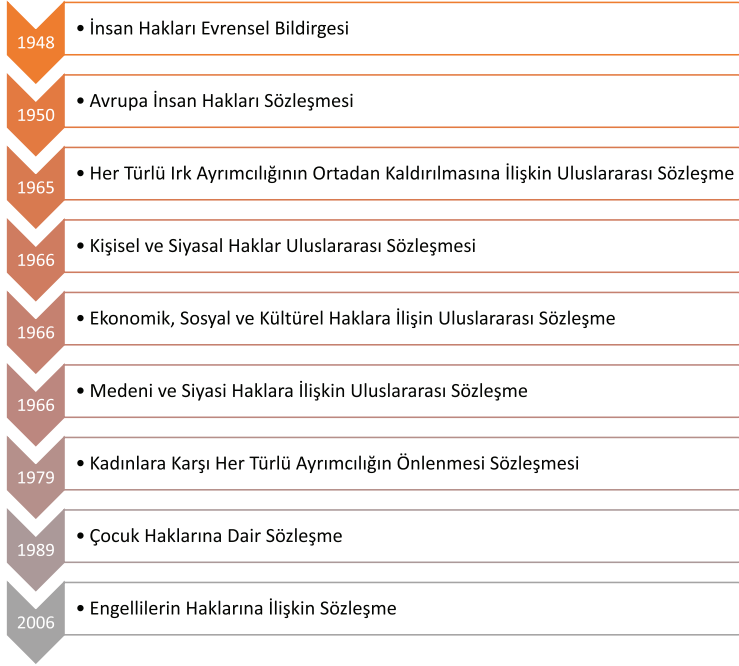 1948
• İnsan Hakları Evrensel Bildirgesi
1950
• Avrupa İnsan Hakları Sözleşmesi
1965
• Her Türlü Irk Ayrımcılığının Ortadan Kaldırılmasına İlişkin Uluslararası Sözleşme
1966
• Kişisel ve Siyasal Haklar Uluslararası Sözleşmesi
1966
• Ekonomik, Sosyal ve Kültürel Haklara İlişin Uluslararası Sözleşme
1966
• Medeni ve Siyasi Haklara İlişkin Uluslararası Sözleşme
1979
• Kadınlara Karşı Her Türlü Ayrımcılığın Önlenmesi Sözleşmesi
1989
• Çocuk Haklarına Dair Sözleşme
2006
• Engellilerin Haklarına İlişkin Sözleşme